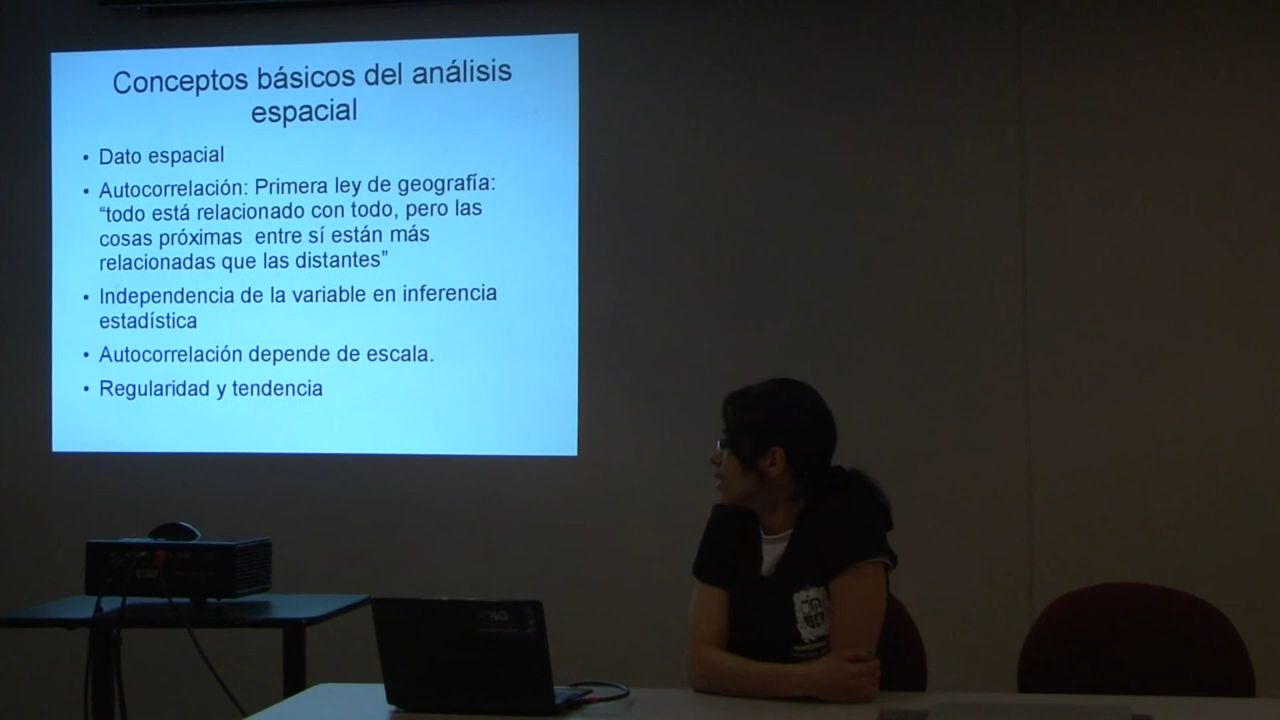 Conceptos básicos del análisis
espacial
• Dato espacial
• Autocorrelación: Primera ley de geografía:
“todo está relacionado con todo, pero las
cosas próximas entre sí están más
relacionadas que las distantes”
• Independencia de la variable en inferencia
estadística
• Autocorrelación depende de escala.
• Regularidad y tendencia